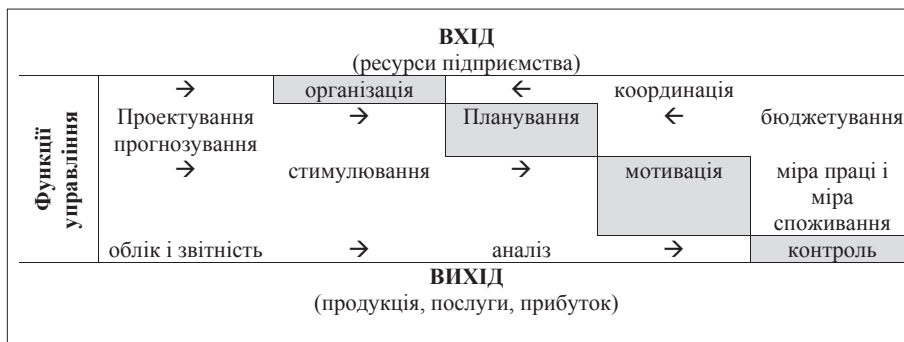 ВХІД
(ресурси підприємства)
Функції
управління
→ організація ← координація
Проектування → Планування ← бюджетування
прогнозування
→ стимулювання → мотивація міра праці і
міра
споживання
облік і звітність → аналіз → контроль
ВИХІД
(продукція, послуги, прибуток)